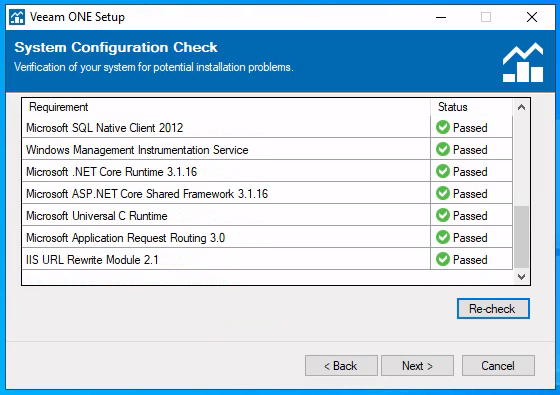 Veeam ONE Setup
System Configuration Check
Verification of your system for potential installation problems.
Requirement Status
Microsoft SQL Native Client 2012 Passed
Windows Management Instrumentation Service Passed
Microsoft .NET Core Runtime 3.1.16 Passed
Microsoft ASP.NET Core Shared Framework 3.1.16 Passed
Microsoft Universal C Runtime Passed
Microsoft Application Request Routing 3.0 Passed
IIS URL Rewrite Module 2.1 Passed
Re-check
< Back Next > Cancel